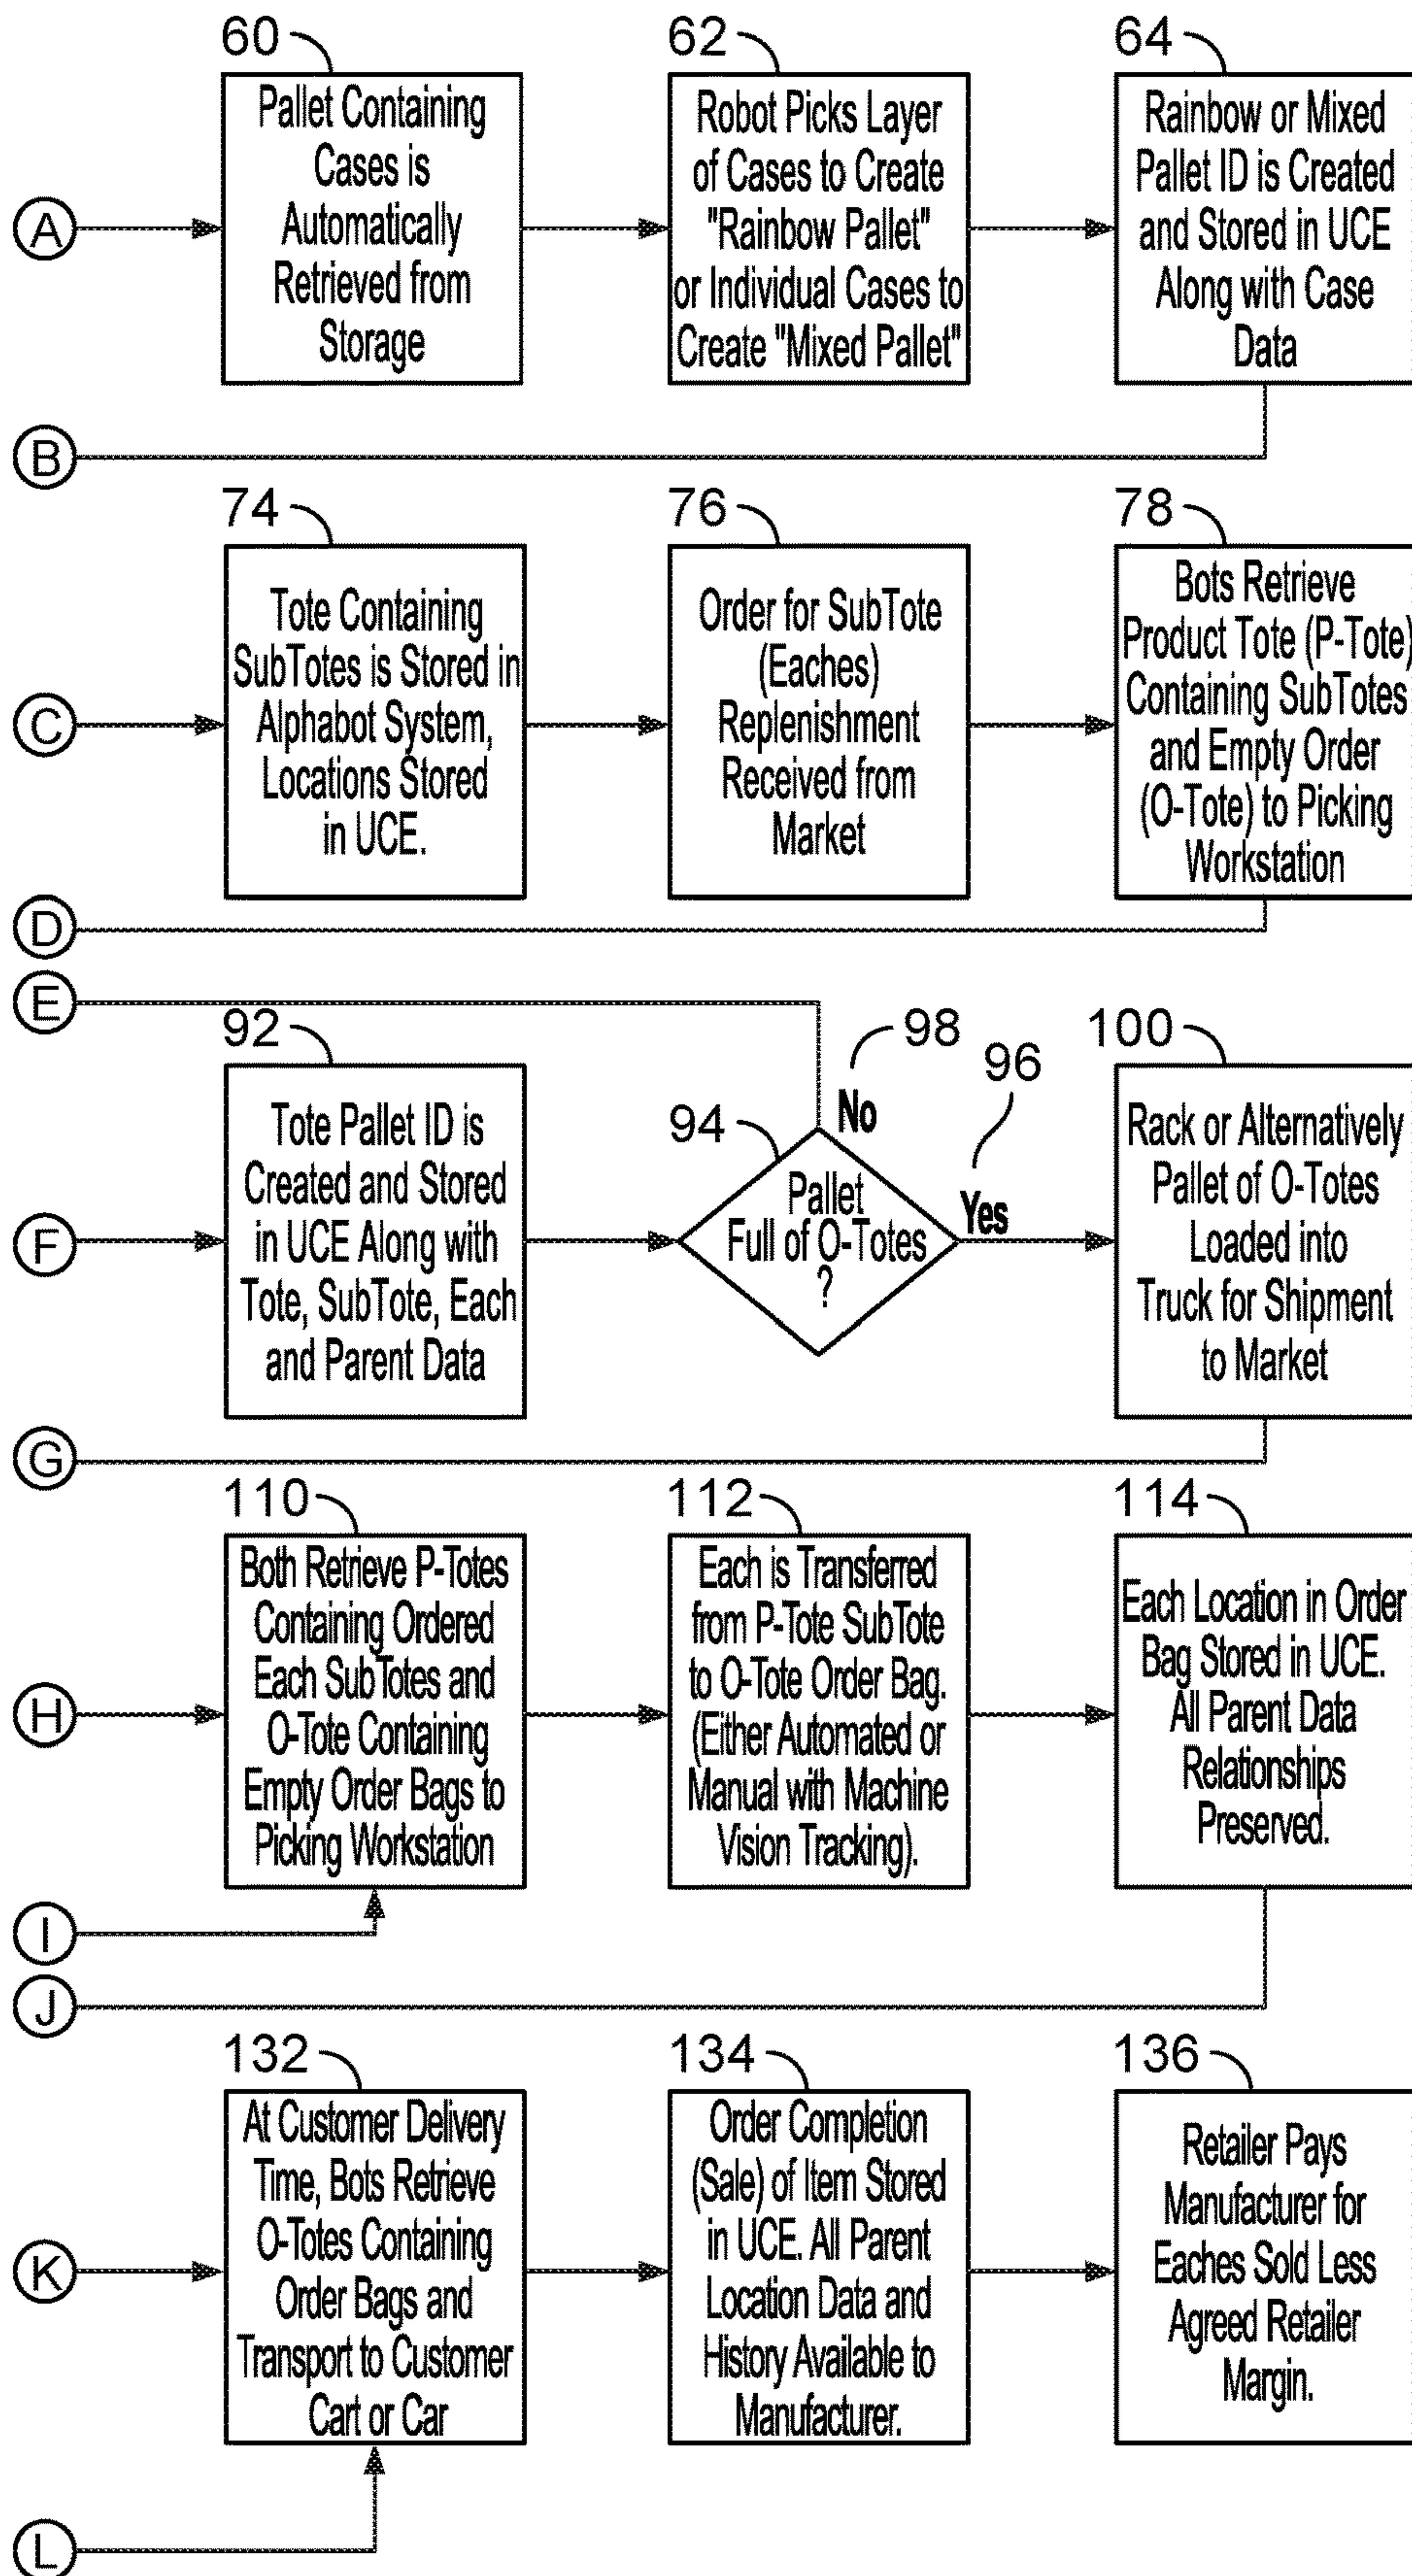 60
Pallet Containing
Cases is
Automatically
Retrieved from
Storage
62
Robot Picks Layer
of Cases to Create
"Rainbow Pallet"
or Individual Cases to
Create "Mixed Pallet"
64
Rainbow or Mixed
Pallet ID is Created
and Stored in UCE
Along with Case
Data
A
B
74
Tote Containing
SubTotes is Stored in
Alphabot System,
Locations Stored
in UCE.
76
Order for SubTote
(Eaches)
Replenishment
Received from
Market
78
Bots Retrieve
Product Tote (P-Tote)
Containing SubTotes
and Empty Order
(O-Tote) to Picking
Workstation
C
D
E
92
Tote Pallet ID is
Created and Stored
in UCE Along with
Tote, SubTote, Each
and Parent Data
94
Pallet
Full of O-Totes
?
98
No
96
Yes
100
Rack or Alternatively
Pallet of O-Totes
Loaded into
Truck for Shipment
to Market
F
G
110
Both Retrieve P-Totes
Containing Ordered
Each SubTotes and
O-Tote Containing
Empty Order Bags to
Picking Workstation
112
Each is Transferred
from P-Tote SubTote
to O-Tote Order Bag.
(Either Automated or
Manual with Machine
Vision Tracking).
114
Each Location in Order
Bag Stored in UCE.
All Parent Data
Relationships
Preserved.
H
I
J
132
At Customer Delivery
Time, Bots Retrieve
O-Totes Containing
Order Bags and
Transport to Customer
Cart or Car
134
Order Completion
(Sale) of Item Stored
in UCE. All Parent
Location Data and
History Available to
Manufacturer.
136
Retailer Pays
Manufacturer for
Eaches Sold Less
Agreed Retailer
Margin.
K
L